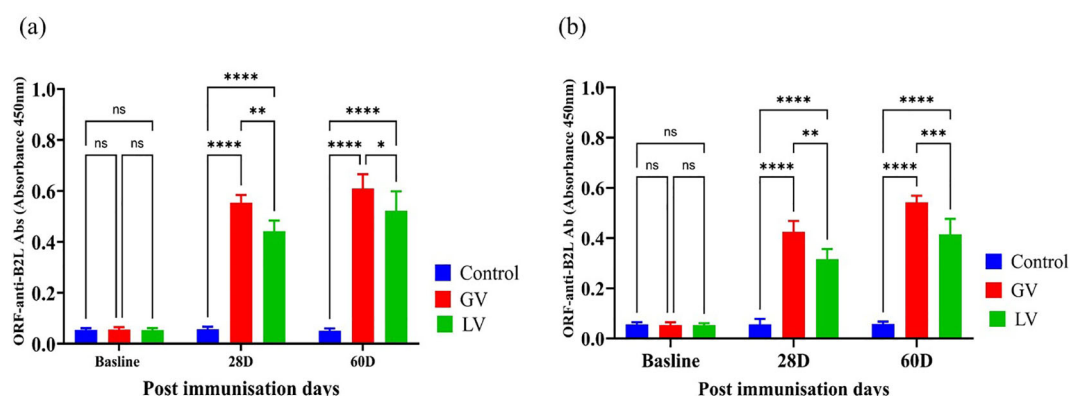 (a)
ORF-anti-B2L Abs (Absorbance 450nm)
1.0
0.8
0.6
0.4
0.2
0.0
ns
ns
ns
****
****
**
****
****
*
Basline
28D
60D
Post immunisation days
Control
GV
LV
(b)
ORF-anti-B2L Ab (Absorbance 450nm)
1.0
0.8
0.6
0.4
0.2
0.0
ns
ns
ns
****
****
**
****
****
***
Basline
28D
60D
Post immunisation days
Control
GV
LV